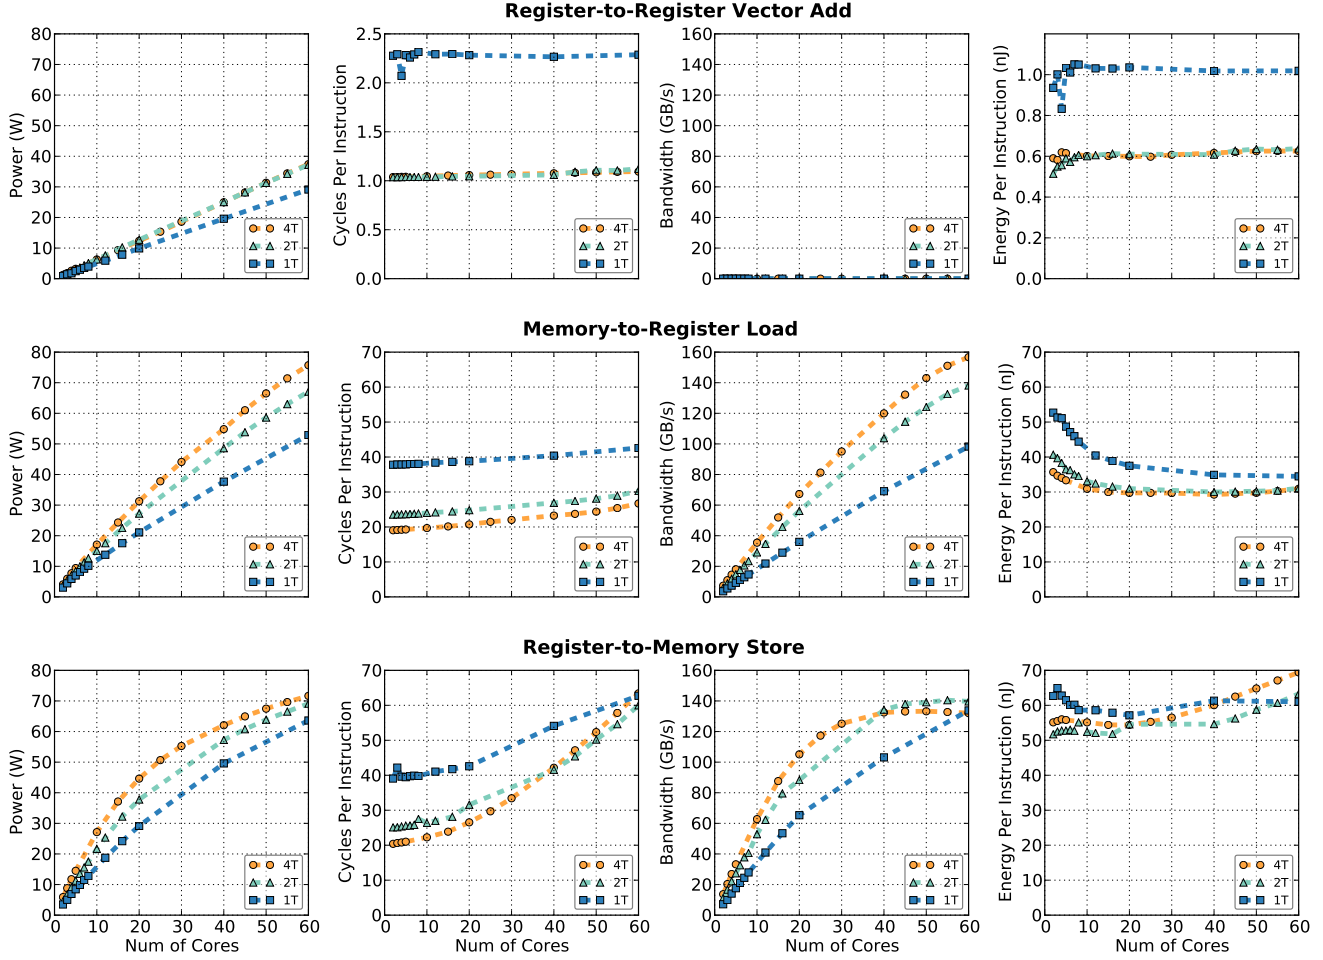 Register-to-Register Vector Add
Power (W)
80
70
60
50
40
30
20
10
0
4T
2T
1T
Cycles Per Instruction
2.5
2.0
1.5
1.0
0.5
0.0
4T
2T
1T
Bandwidth (GB/s)
160
140
120
100
80
60
40
20
0
4T
2T
1T
Energy Per Instruction (nJ)
1.0
0.8
0.6
0.4
0.2
0.0
4T
2T
1T
Memory-to-Register Load
Power (W)
80
70
60
50
40
30
20
10
0
4T
2T
1T
Cycles Per Instruction
70
60
50
40
30
20
10
0
4T
2T
1T
Bandwidth (GB/s)
160
140
120
100
80
60
40
20
0
4T
2T
1T
Energy Per Instruction (nJ)
70
60
50
40
30
20
10
0
4T
2T
1T
Register-to-Memory Store
Power (W)
80
70
60
50
40
30
20
10
0
4T
2T
1T
0 10 20 30 40 50 60
Num of Cores
Cycles Per Instruction
70
60
50
40
30
20
10
0
4T
2T
1T
0 10 20 30 40 50 60
Num of Cores
Bandwidth (GB/s)
160
140
120
100
80
60
40
20
0
4T
2T
1T
0 10 20 30 40 50 60
Num of Cores
Energy Per Instruction (nJ)
70
60
50
40
30
20
10
0
4T
2T
1T
0 10 20 30 40 50 60
Num of Cores